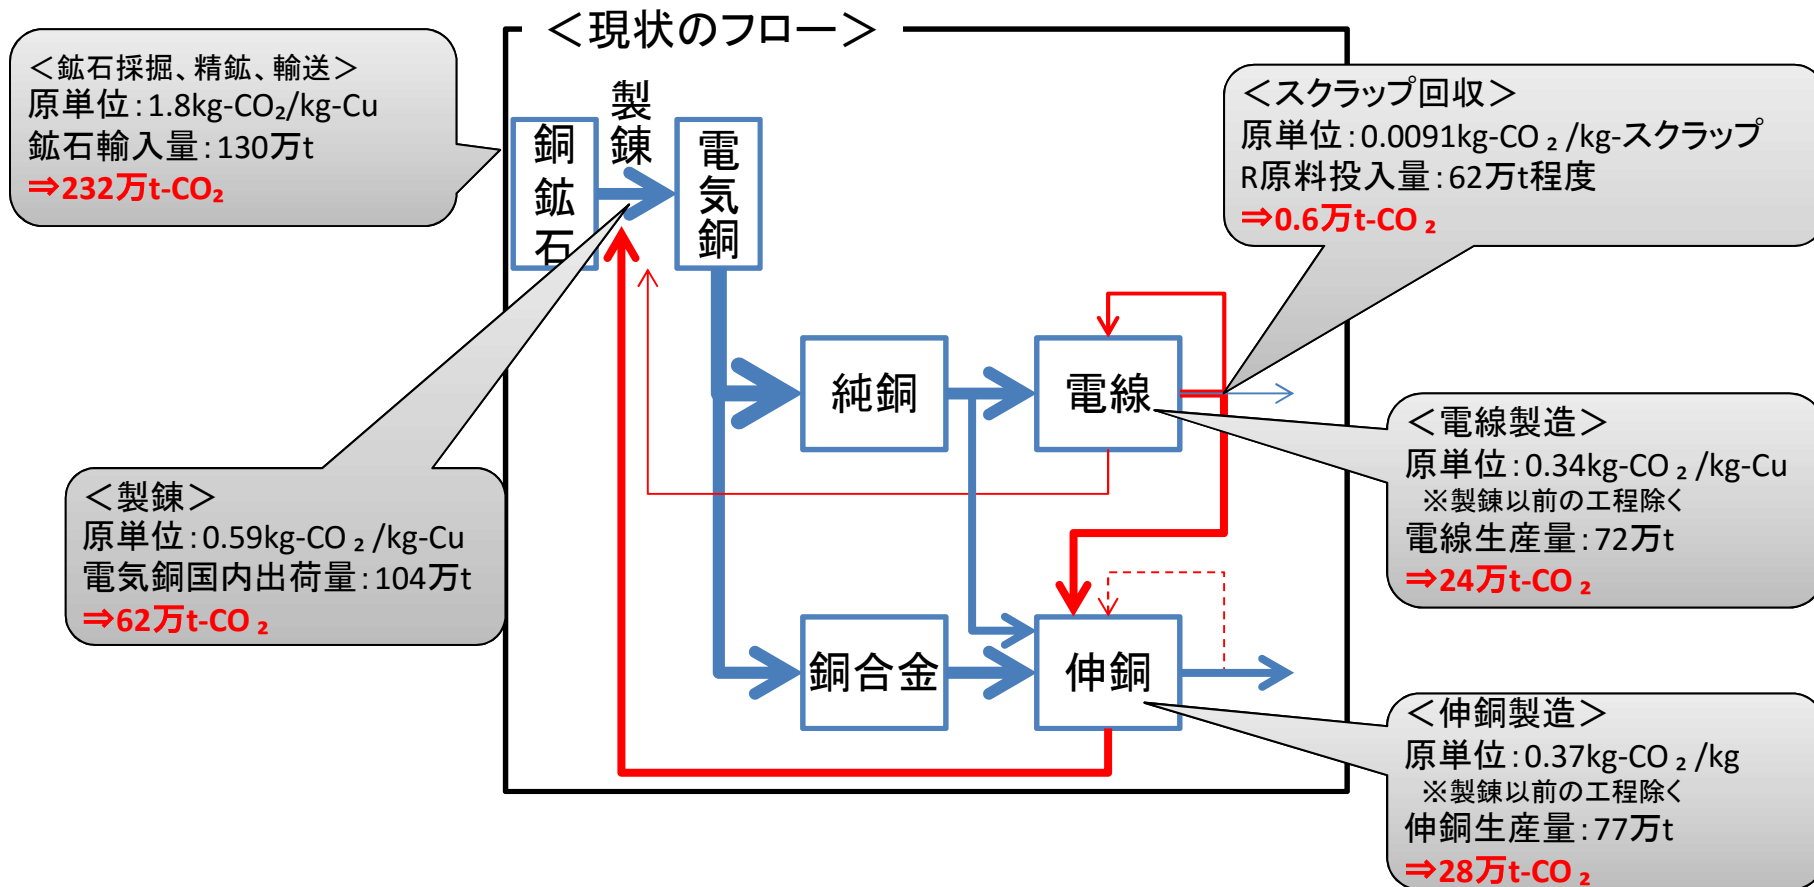 ＜現状のフロー＞
＜鉱石採掘、精鉱、輸送＞
原単位：1.8kg-CO₂/kg-Cu
鉱石輸入量：130万t
⇒232万t-CO₂
銅鉱石
製錬
電気銅
＜スクラップ回収＞
原単位：0.0091kg-CO₂/kg-スクラップ
R原料投入量：62万t程度
⇒0.6万t-CO₂
純銅
電線
＜電線製造＞
原単位：0.34kg-CO₂/kg-Cu
※製錬以前の工程除く
電線生産量：72万t
⇒24万t-CO₂
＜製錬＞
原単位：0.59kg-CO₂/kg-Cu
電気銅国内出荷量：104万t
⇒62万t-CO₂
銅合金
伸銅
＜伸銅製造＞
原単位：0.37kg-CO₂/kg
※製錬以前の工程除く
伸銅生産量：77万t
⇒28万t-CO₂